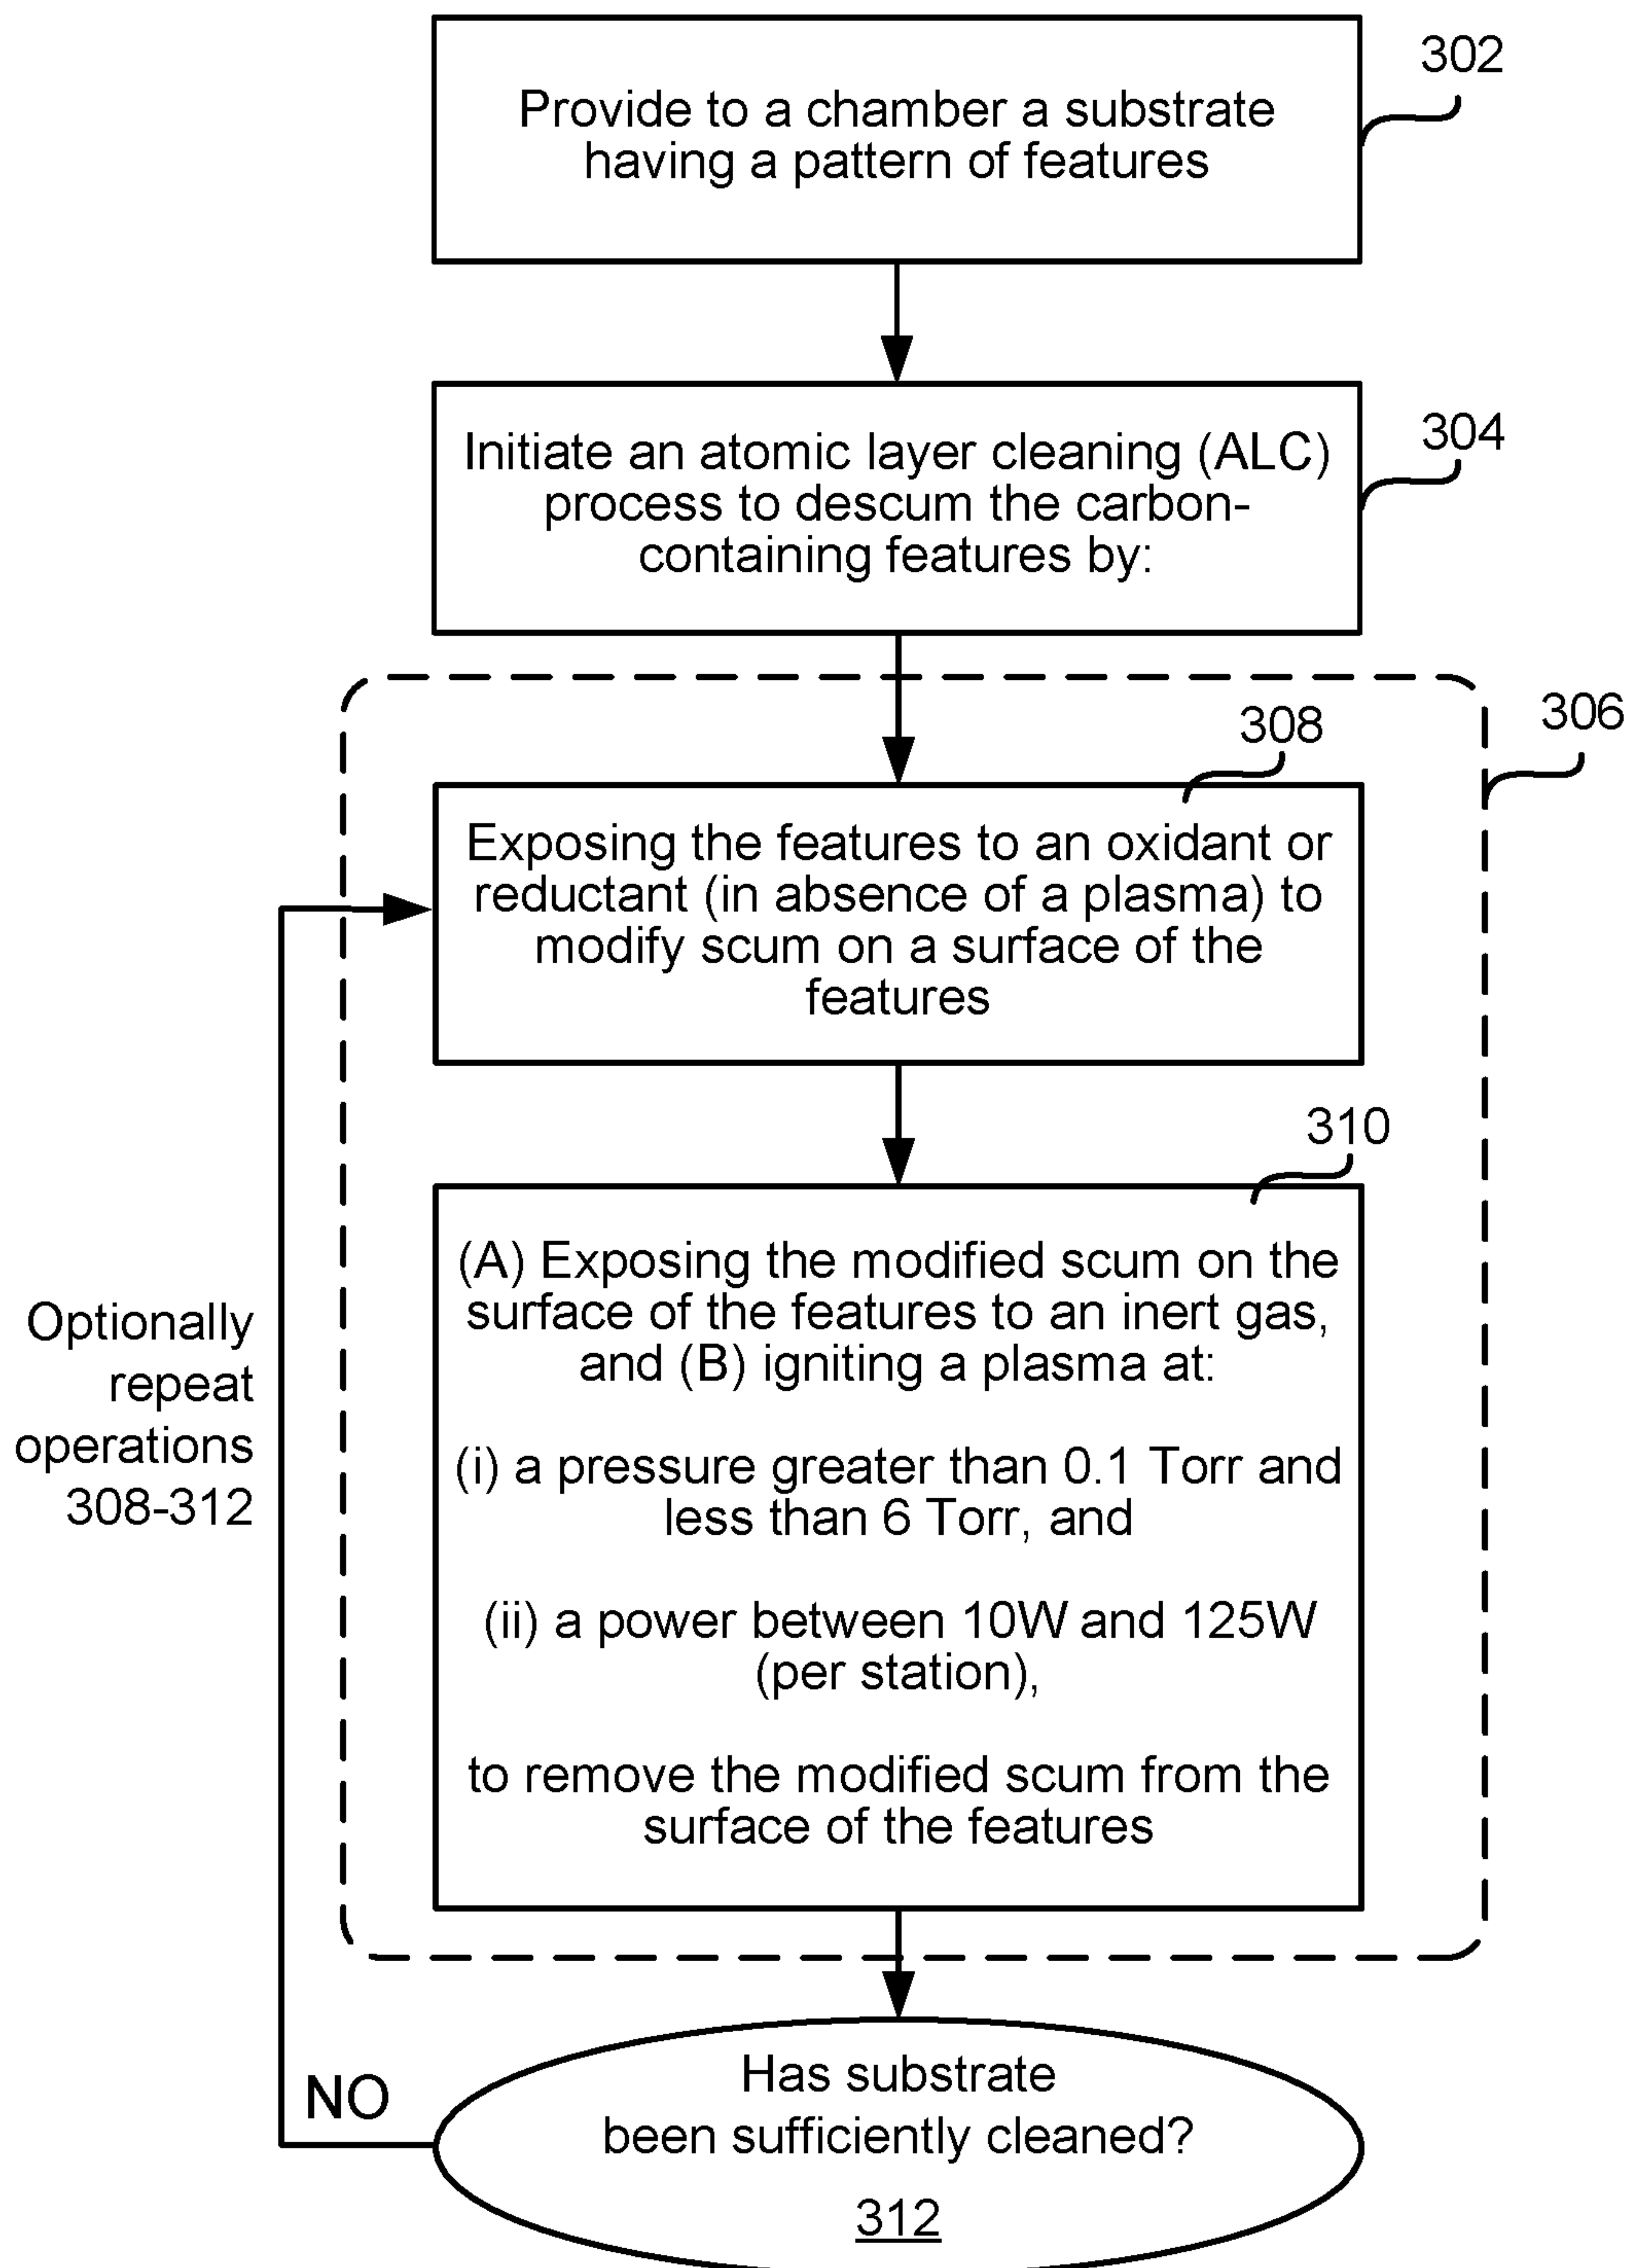 302
Provide to a chamber a substrate
having a pattern of features
304
Initiate an atomic layer cleaning (ALC)
process to descum the carbon-
containing features by:
306
308
Exposing the features to an oxidant or
reductant (in absence of a plasma) to
modify scum on a surface of the
features
310
(A) Exposing the modified scum on the
surface of the features to an inert gas,
and (B) igniting a plasma at:
(i) a pressure greater than 0.1 Torr and
less than 6 Torr, and
(ii) a power between 10W and 125W
(per station),
to remove the modified scum from the
surface of the features
Optionally
repeat
operations
308-312
NO
Has substrate
been sufficiently cleaned?
312